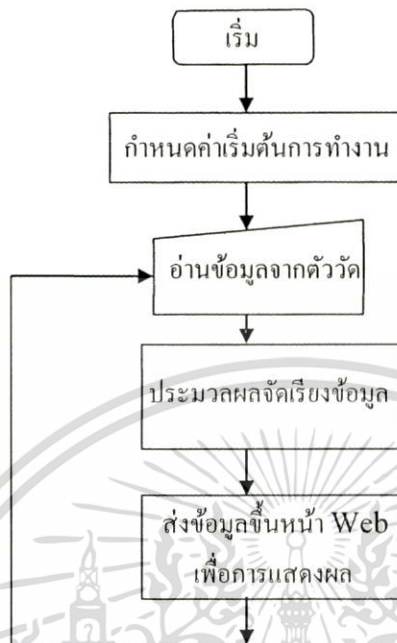 เริ่ม
กำหนดค่าเริ่มต้นการทำงาน
อ่านข้อมูลจากตัววัด
ประมวลผลจัดเรียงข้อมูล
ส่งข้อมูลขึ้นหน้า Web
เพื่อการแสดงผล